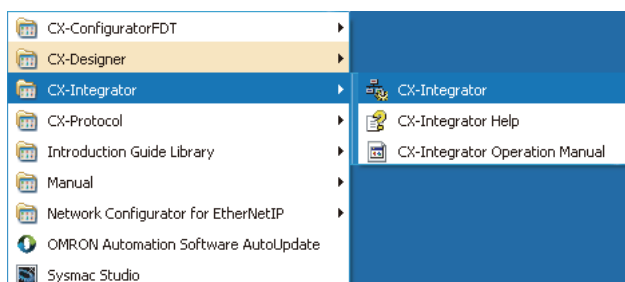 CX-ConfiguratorFDT
CX-Designer
CX-Integrator
CX-Protocol
Introduction Guide Library
Manual
Network Configurator for EtherNetIP
OMRON Automation Software AutoUpdate
Sysmac Studio
CX-Integrator
CX-Integrator Help
CX-Integrator Operation Manual